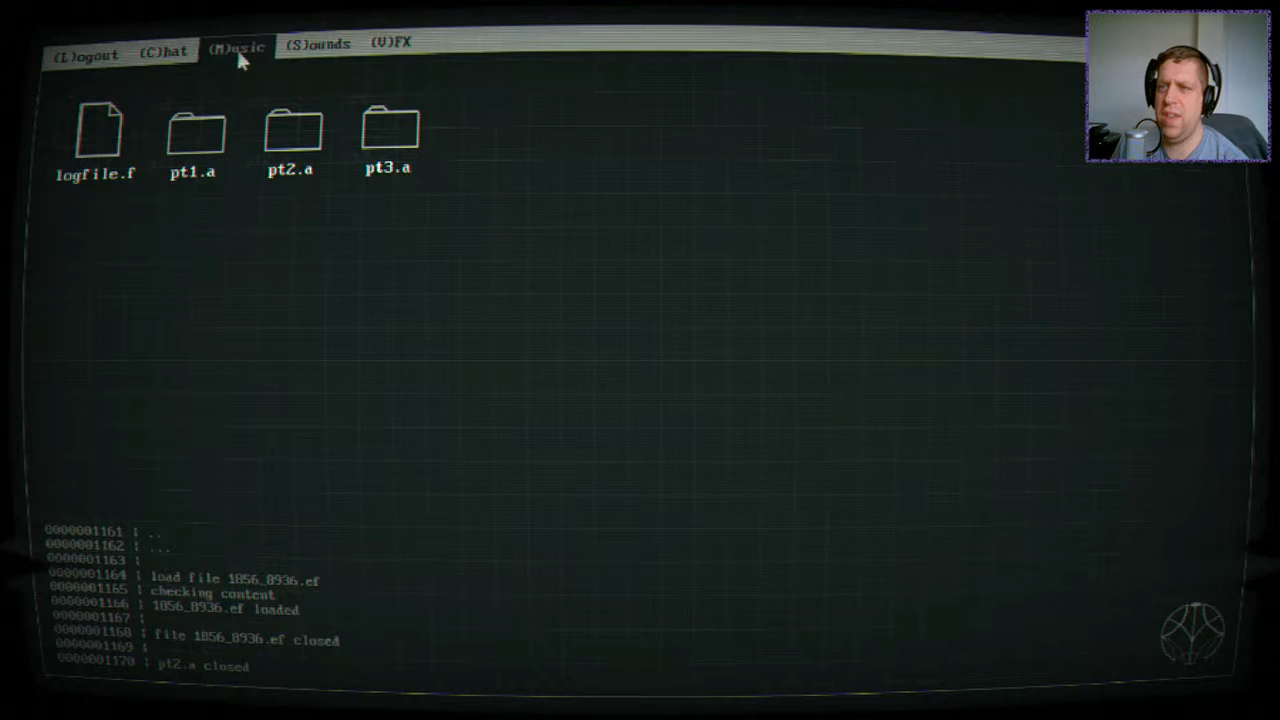 (L)ogout (C)hat (M)usic (S)ounds (V)FX
logfile.f pt1.a pt2.a pt3.a
0000001161 | ..
0000001162 | ...
0000001163 |
0000001164 | load file 1856_8936.ef
0000001165 | checking content
0000001166 | 1856_8936.ef loaded
0000001167 |
0000001168 | file 1856_8936.ef closed
0000001169 |
0000001170 | pt2.a closed